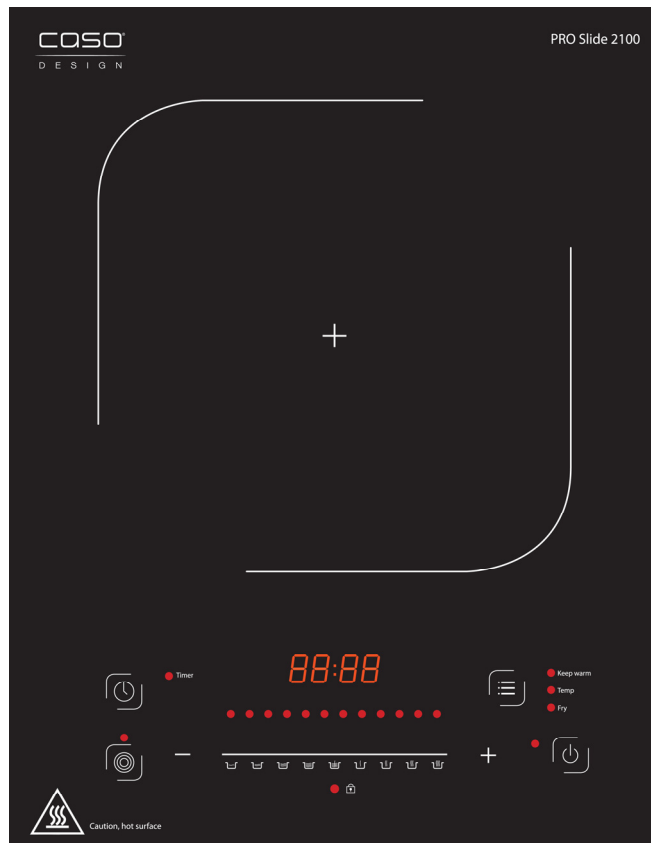 caso®
DESIGN
PRO Slide 2100
88:88
Timer
Keep warm
Temp
Fry
Caution, hot surface